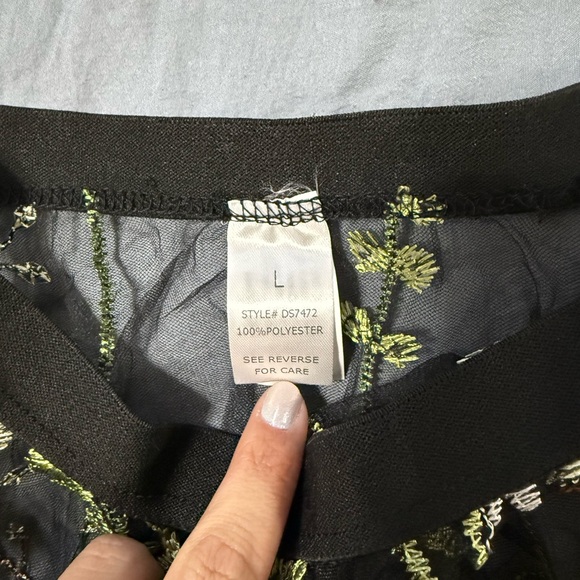 L
STYLE# DS7472
100%POLYESTER
SEE REVERSE
FOR CARE